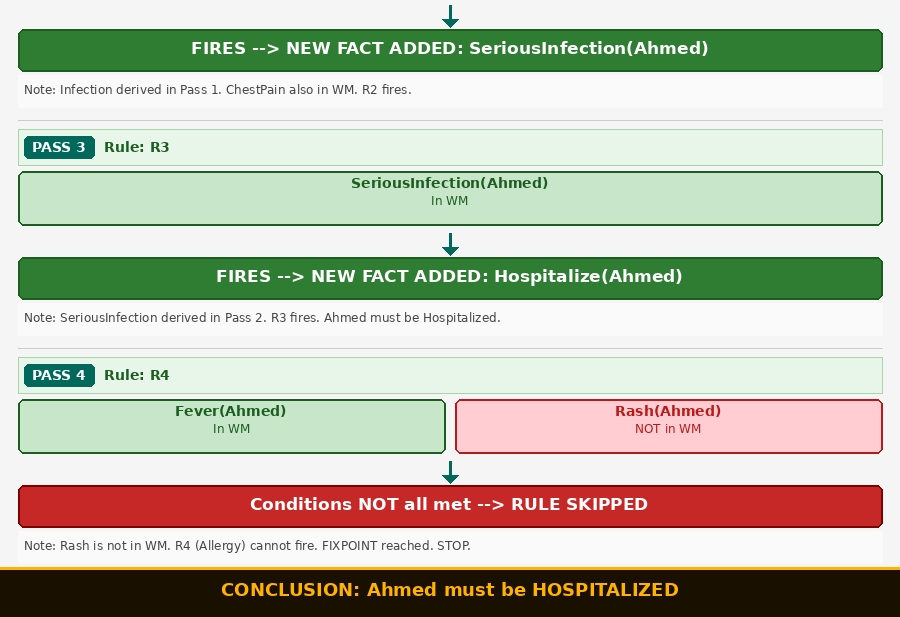 FIRES --> NEW FACT ADDED: SeriousInfection(Ahmed)
Note: Infection derived in Pass 1. ChestPain also in WM. R2 fires.
PASS 3 Rule: R3
SeriousInfection(Ahmed)
In WM
FIRES --> NEW FACT ADDED: Hospitalize(Ahmed)
Note: SeriousInfection derived in Pass 2. R3 fires. Ahmed must be Hospitalized.
PASS 4 Rule: R4
Fever(Ahmed)
In WM
Rash(Ahmed)
NOT in WM
Conditions NOT all met --> RULE SKIPPED
Note: Rash is not in WM. R4 (Allergy) cannot fire. FIXPOINT reached. STOP.
CONCLUSION: Ahmed must be HOSPITALIZED